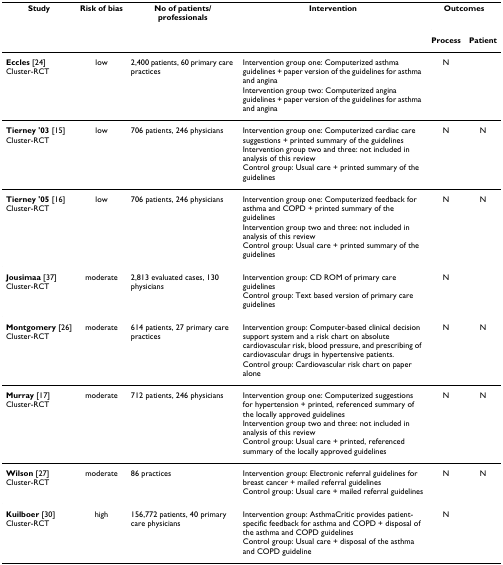 Study Risk of bias No of patients/ professionals Intervention Outcomes
Process Patient
Eccles [24] low 2,400 patients, 60 primary care Intervention group one: Computerized asthma N
Cluster-RCT practices guidelines + paper version of the guidelines for asthma
and angina
Intervention group two: Computerized angina
guidelines + paper version of the guidelines for asthma
and angina
Tierney '03 [15] low 706 patients, 246 physicians Intervention group one: Computerized cardiac care N N
Cluster-RCT suggestions + printed summary of the guidelines
Intervention group two and three: not included in
analysis of this review
Control group: Usual care + printed summary of the
guidelines
Tierney '05 [16] low 706 patients, 246 physicians Intervention group one: Computerized feedback for N N
Cluster-RCT asthma and COPD + printed summary of the
guidelines
Intervention group two and three: not included in
analysis of this review
Control group: Usual care + printed summary of the
guidelines
Jousimaa [37] moderate 2,813 evaluated cases, 130 Intervention group: CD ROM of primary care N
Cluster-RCT physicians guidelines
Control group: Text based version of primary care
guidelines
Montgomery [26] moderate 614 patients, 27 primary care Intervention group: Computer-based clinical decision N N
Cluster-RCT practices support system and a risk chart on absolute
cardiovascular risk, blood pressure, and prescribing of
cardiovascular drugs in hypertensive patients.
Control group: Cardiovascular risk chart on paper
alone
Murray [17] moderate 712 patients, 246 physicians Intervention group one: Computerized suggestions N N
Cluster-RCT for hypertension + printed, referenced summary of
the locally approved guidelines
Intervention group two and three: not included in
analysis of this review
Control group: Usual care + printed, referenced
summary of the locally approved guidelines
Wilson [27] moderate 86 practices Intervention group: Electronic referral guidelines for N N
Cluster-RCT breast cancer + mailed referral guidelines
Control group: Usual care + mailed referral guidelines
Kuilboer [30] high 156,772 patients, 40 primary Intervention group: AsthmaCritic provides patient- N
Cluster-RCT care physicians specific feedback for asthma and COPD + disposal of
the asthma and COPD guidelines
Control group: Usual care + disposal of the asthma
and COPD guideline